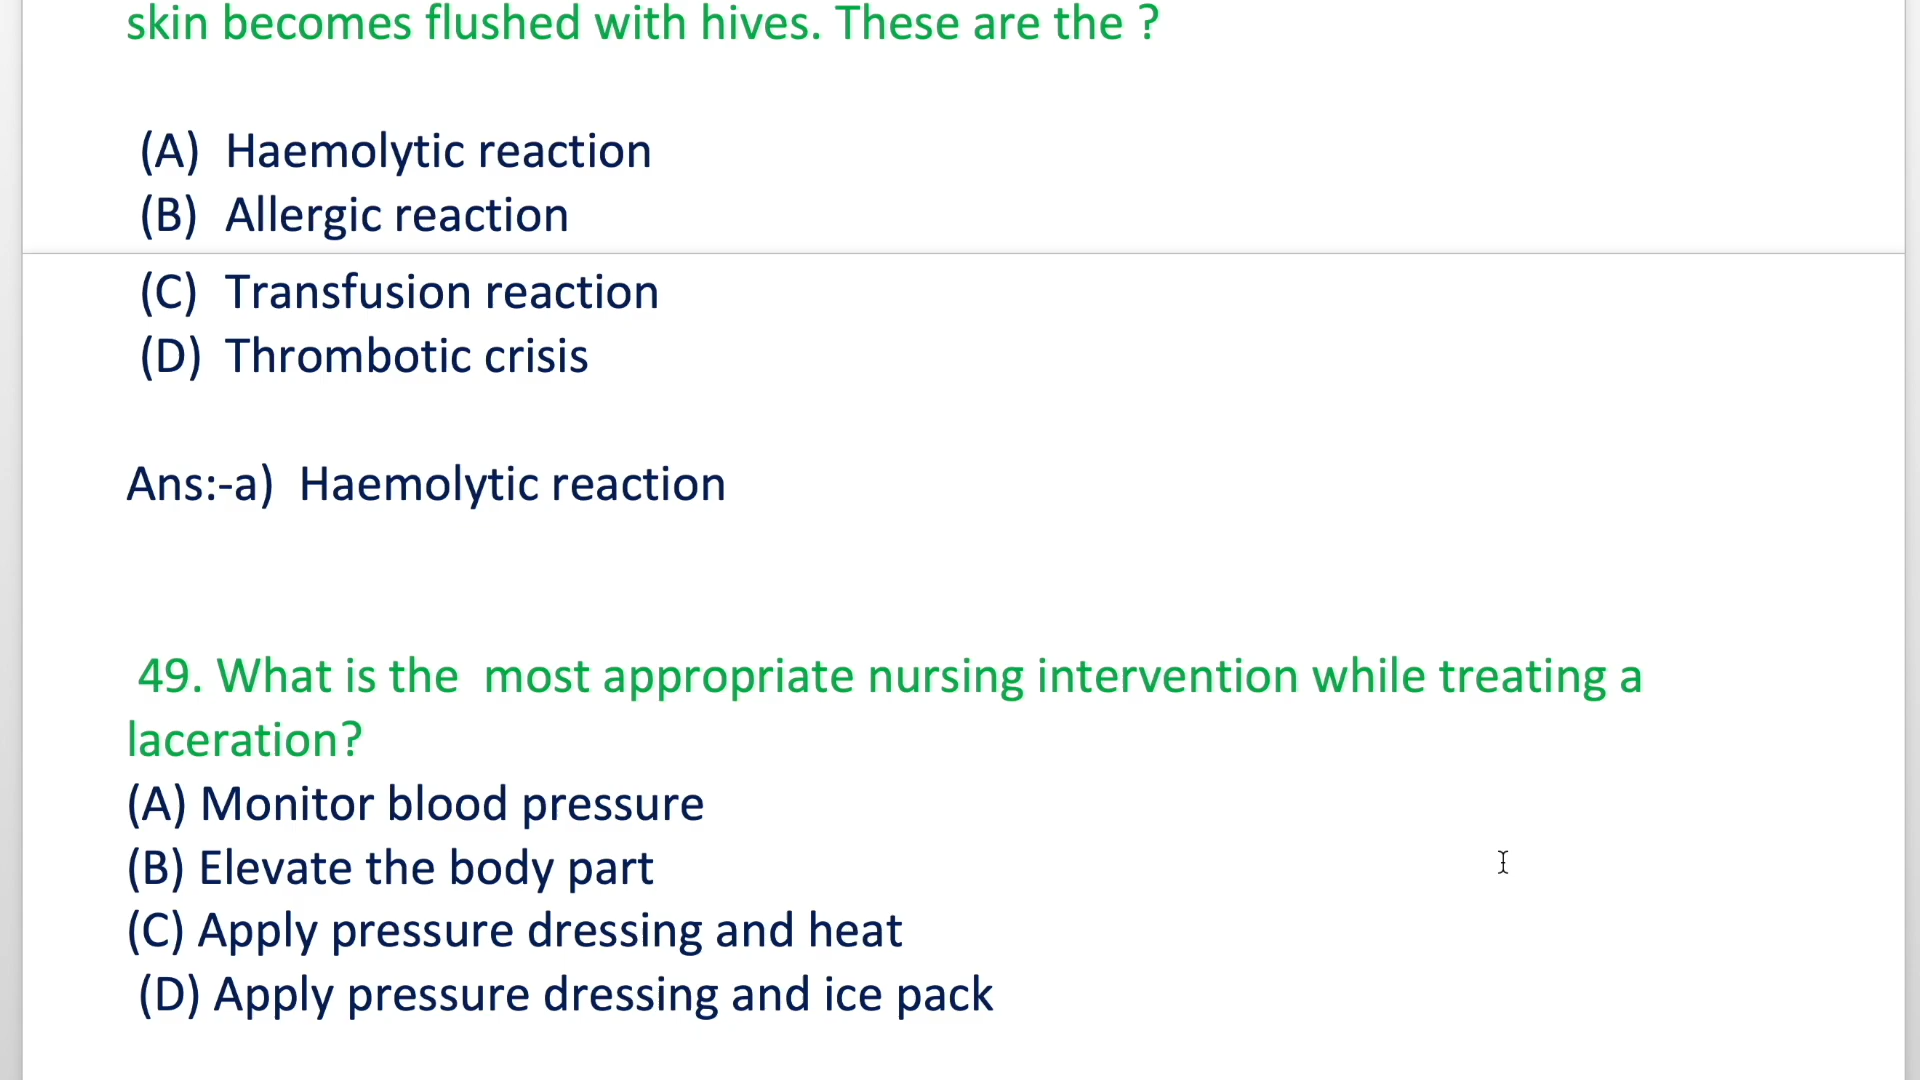 skin becomes flushed with hives. These are the ?
(A) Haemolytic reaction
(B) Allergic reaction
(C) Transfusion reaction
(D) Thrombotic crisis
Ans:-a) Haemolytic reaction
49. What is the most appropriate nursing intervention while treating a
laceration?
(A) Monitor blood pressure
(B) Elevate the body part
(C) Apply pressure dressing and heat
(D) Apply pressure dressing and ice pack